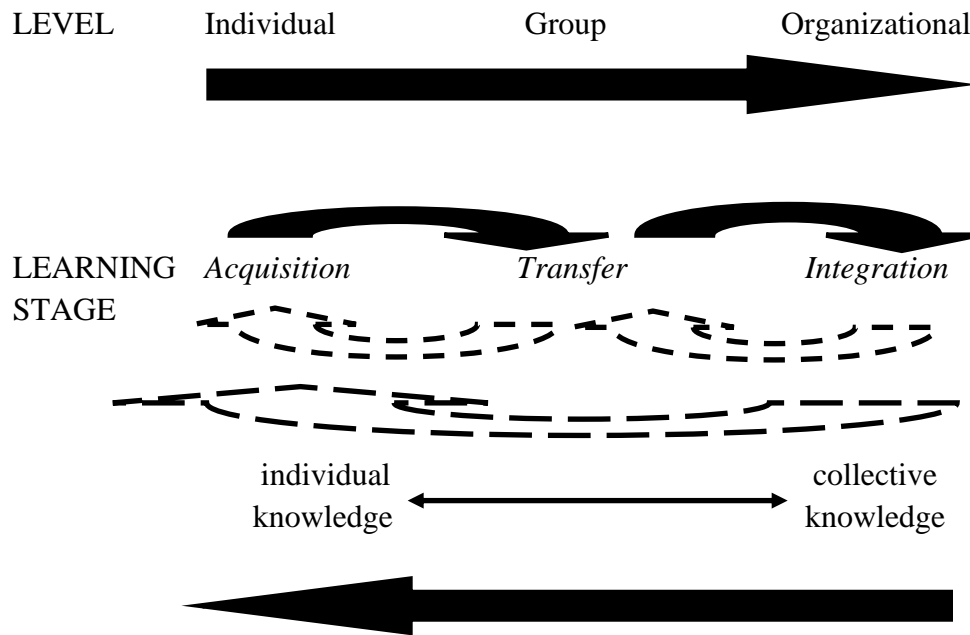 LEVEL Individual Group Organizational
LEARNING Acquisition Transfer Integration
STAGE
individual collective
knowledge knowledge